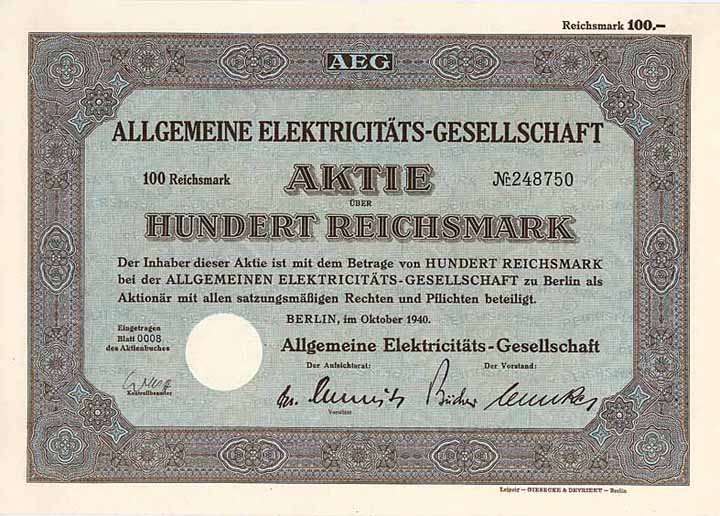 Reichsmark 100.—
AEG
ALLGEMEINE ELEKTRICITÄTS-GESELLSCHAFT
100 Reichsmark
AKTIE
№ 248750
ÜBER
HUNDERT REICHSMARK
Der Inhaber dieser Aktie ist mit dem Betrage von HUNDERT REICHSMARK
bei der ALLGEMEINEN ELEKTRICITÄTS-GESELLSCHAFT zu Berlin als
Aktionär mit allen satzungsmäßigen Rechten und Pflichten beteiligt.
BERLIN, im Oktober 1940.
Eingetragen
Blatt 0008
des Aktienbuches
Allgemeine Elektricitäts-Gesellschaft
Der Aufsichtsrat:
Der Vorstand:
Bücher
Kontrollbeamter
Vorsitzer
Leipzig — GIESECKE & DEVRIENT — Berlin